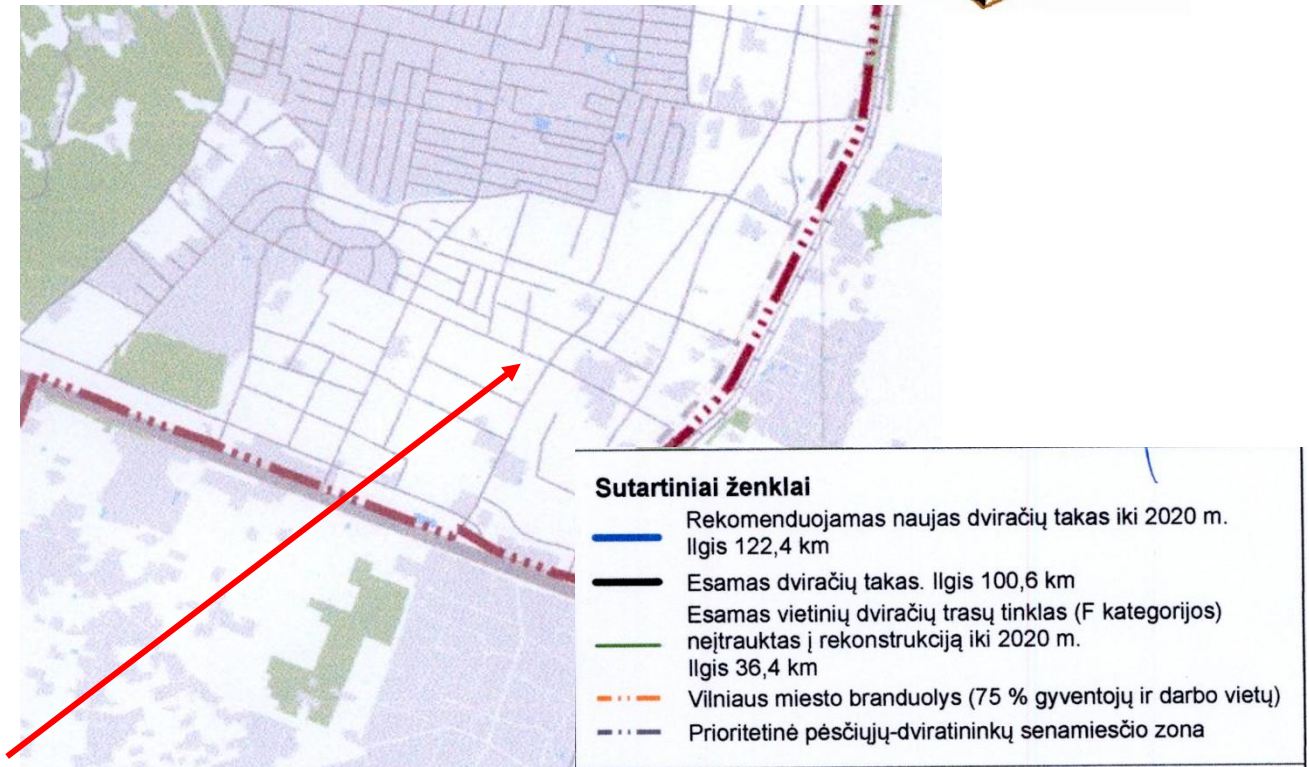 Sutartiniai ženklai
Rekomenduojamas naujas dviračių takas iki 2020 m.
Ilgis 122,4 km
Esamas dviračių takas. Ilgis 100,6 km
Esamas vietinių dviračių trasų tinklas (F kategorijos)
neįtrauktas į rekonstrukciją iki 2020 m.
Ilgis 36,4 km
Vilniaus miesto branduolys (75 % gyventojų ir darbo vietų)
Prioritetinė pėsčiųjų-dviratininkų senamiesčio zona